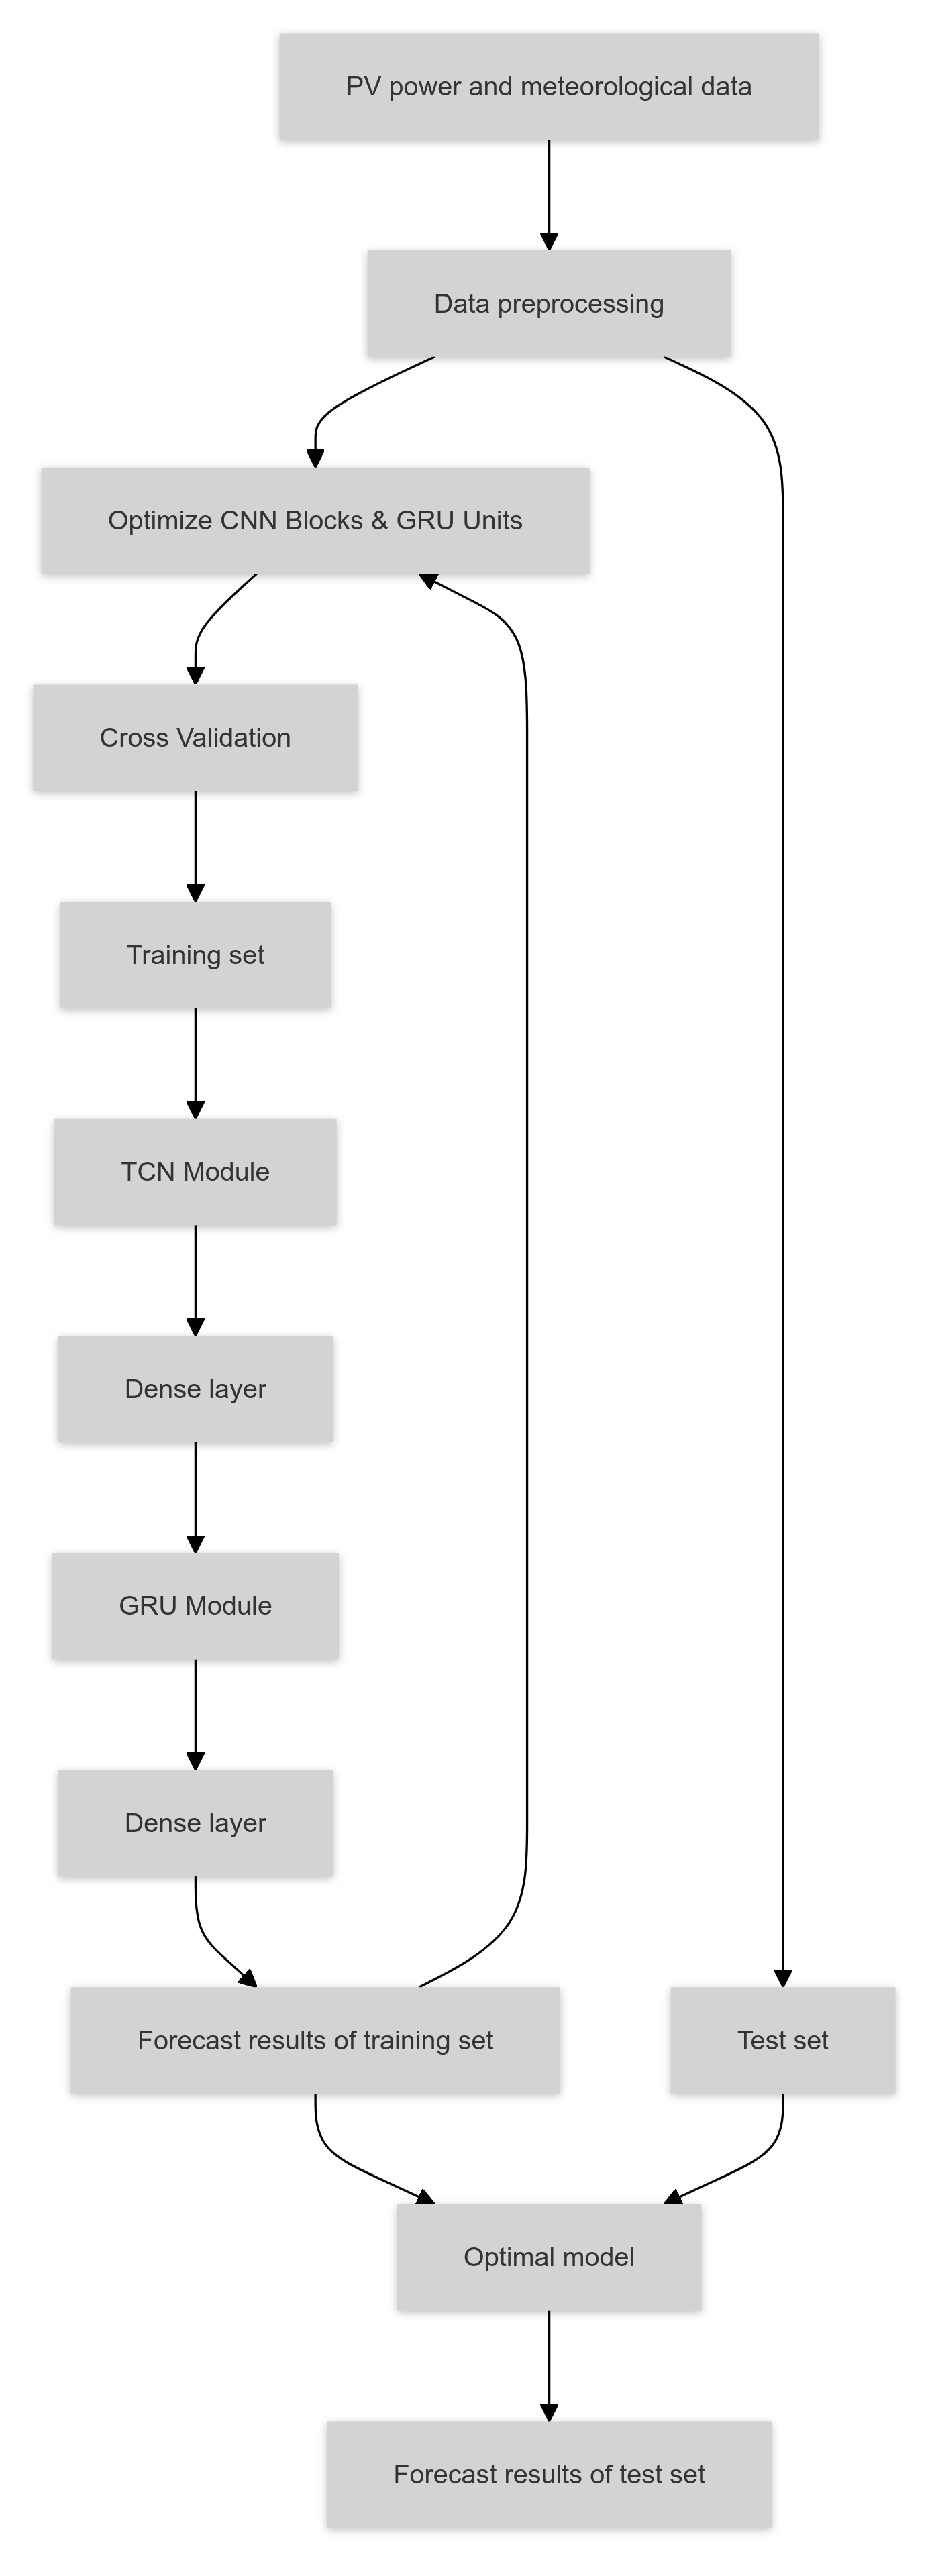 PV power and meteorological data
Data preprocessing
Optimize CNN Blocks & GRU Units
Cross Validation
Training set
TCN Module
Dense layer
GRU Module
Dense layer
Forecast results of training set
Test set
Optimal model
Forecast results of test set